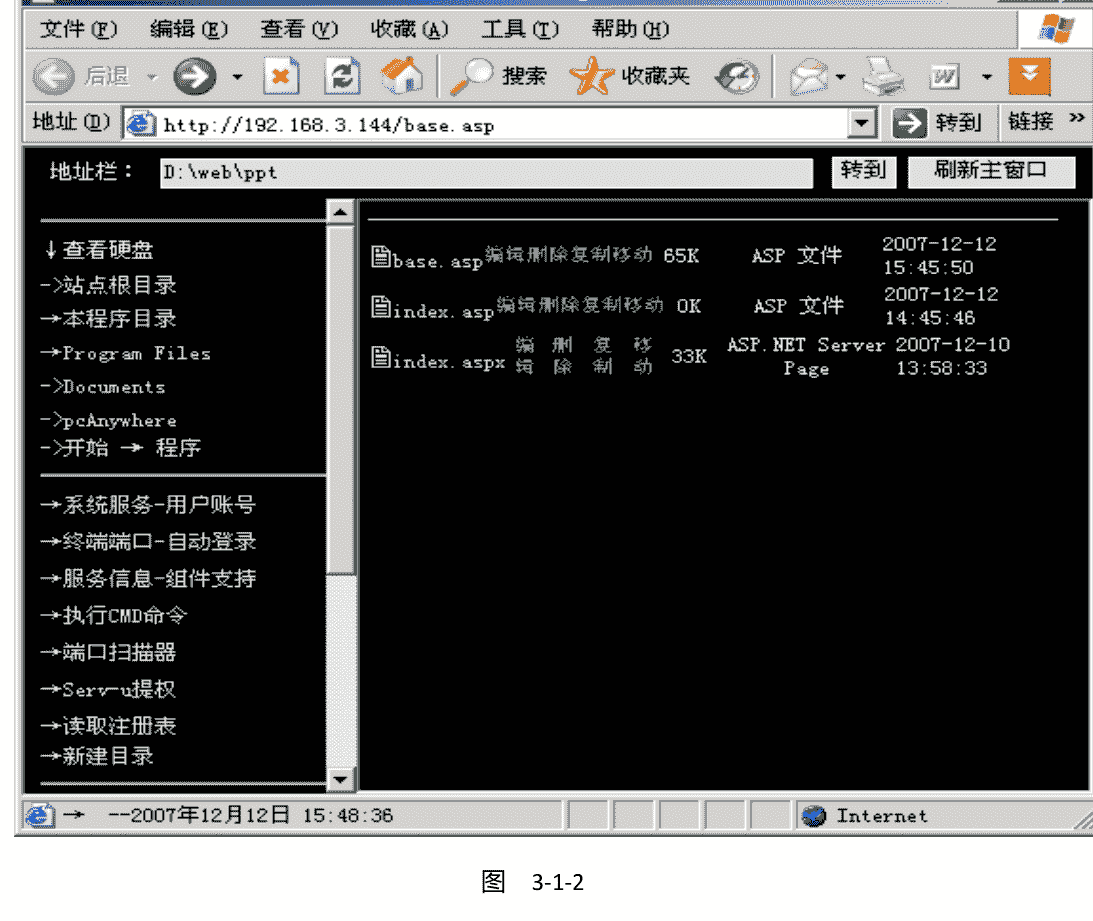 文件(F) 编辑(E) 查看(V) 收藏(A) 工具(T) 帮助(H)
后退 搜索 收藏夹
地址(D) http://192.168.3.144/base.asp 转到 链接 »
地址栏： D:\web\ppt 转到 刷新主窗口
↓查看硬盘
->站点根目录
→本程序目录
→Program Files
->Documents
->pcAnywhere
->开始 → 程序
→系统服务-用户账号
→终端端口-自动登录
→服务信息-组件支持
→执行CMD命令
→端口扫描器
→Serv-u提权
→读取注册表
→新建目录
base.asp编辑删除复制移动 65K ASP 文件 2007-12-12
15:45:50
index.asp编辑删除复制移动 0K ASP 文件 2007-12-12
14:45:46
index.aspx 编辑 删除 复制 移动 33K ASP.NET Server Page 2007-12-10
13:58:33
→ --2007年12月12日 15:48:36 Internet
图 3-1-2